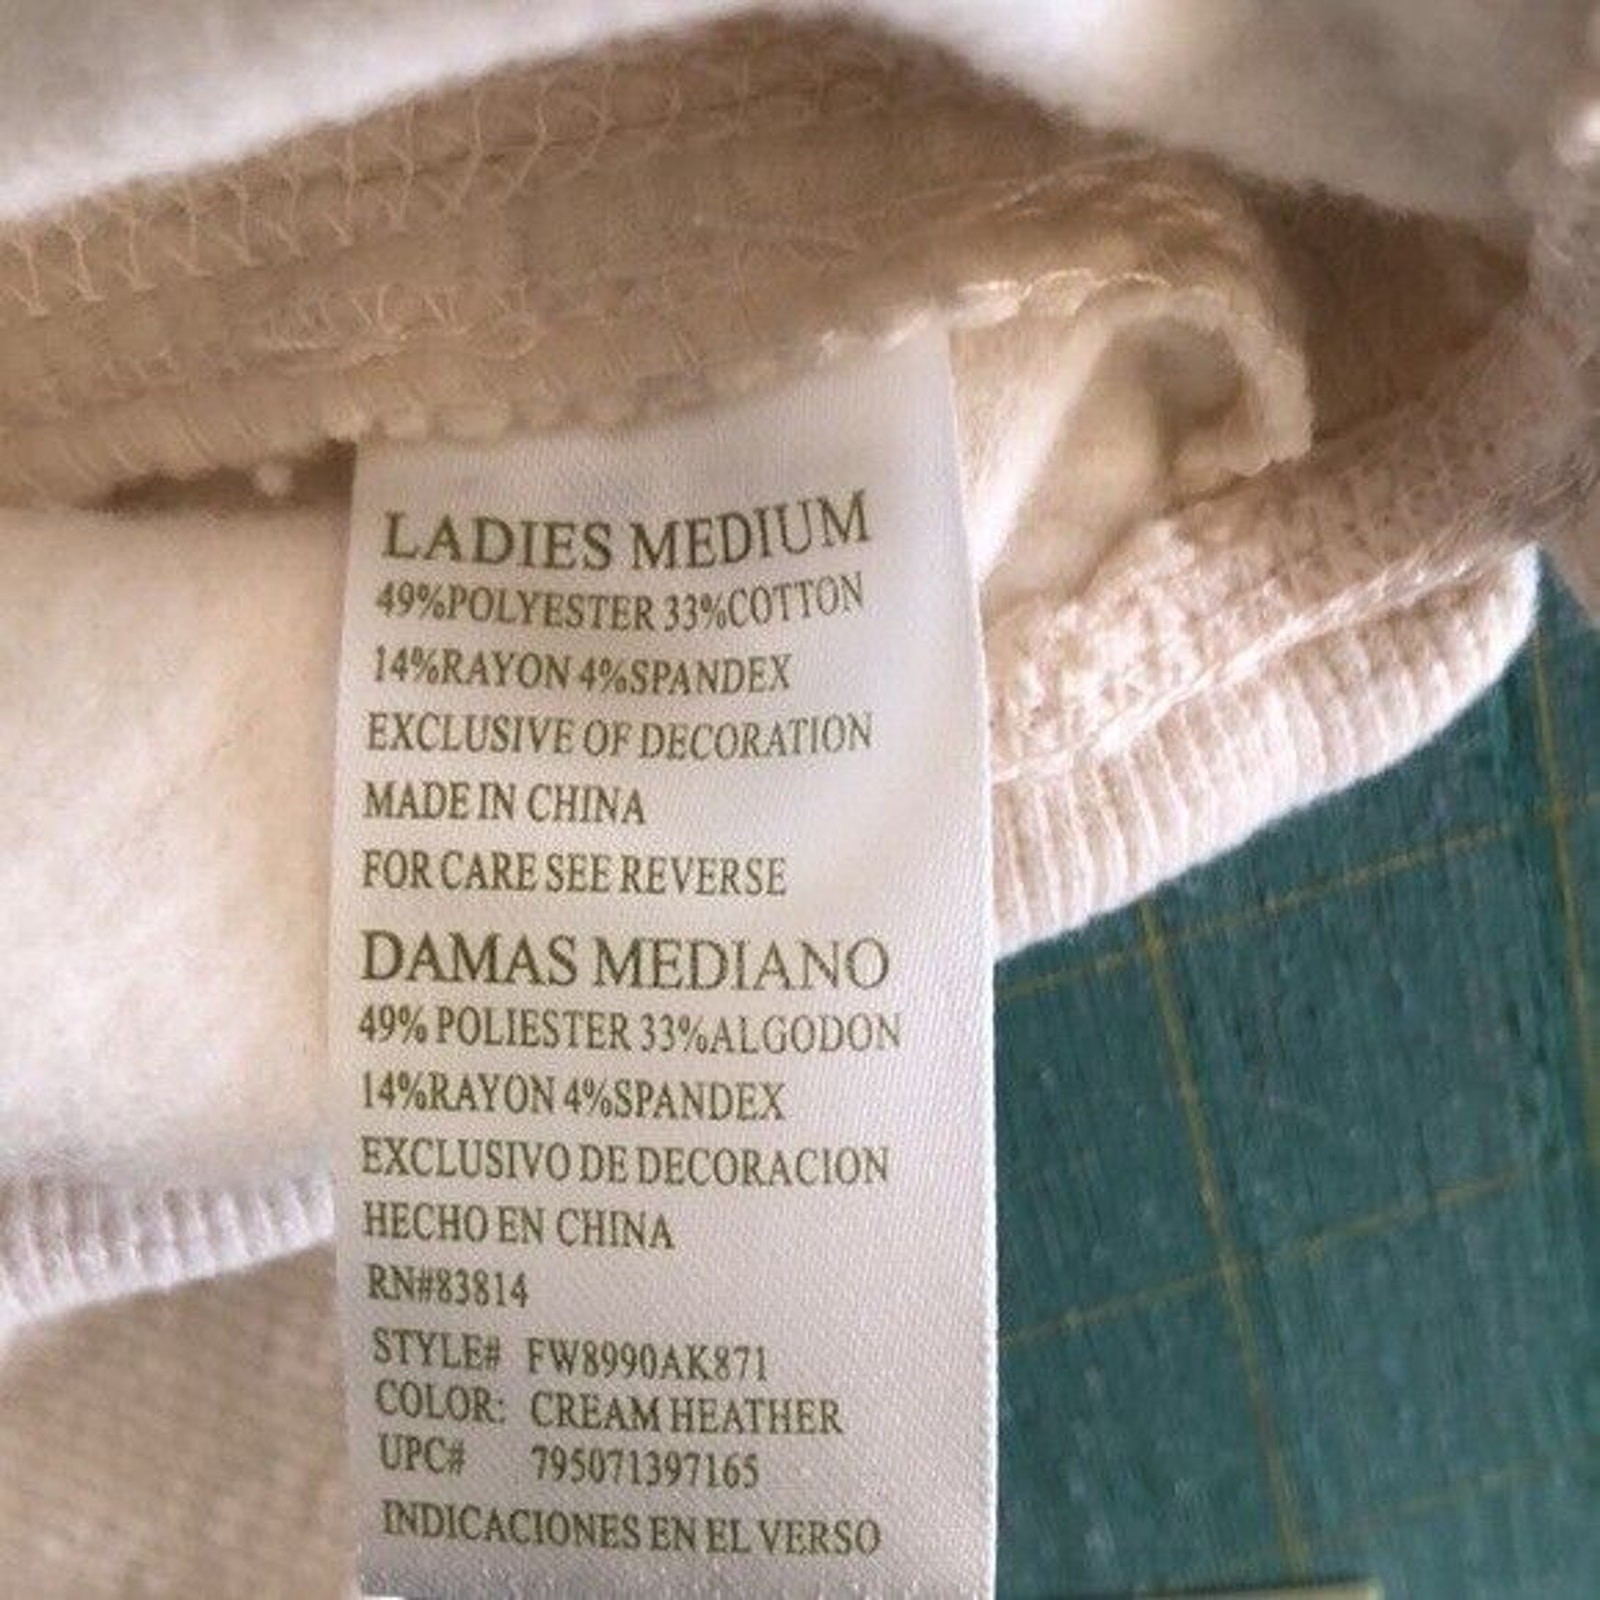 LADIES MEDIUM
49%POLYESTER 33%COTTON
14%RAYON 4%SPANDEX
EXCLUSIVE OF DECORATION
MADE IN CHINA
FOR CARE SEE REVERSE
DAMAS MEDIANO
49% POLIESTER 33%ALGODON
14%RAYON 4%SPANDEX
EXCLUSIVO DE DECORACION
HECHO EN CHINA
RN#83814
STYLE# FW8990AK871
COLOR: CREAM HEATHER
UPC# 795071397165
INDICACIONES EN EL VERSO